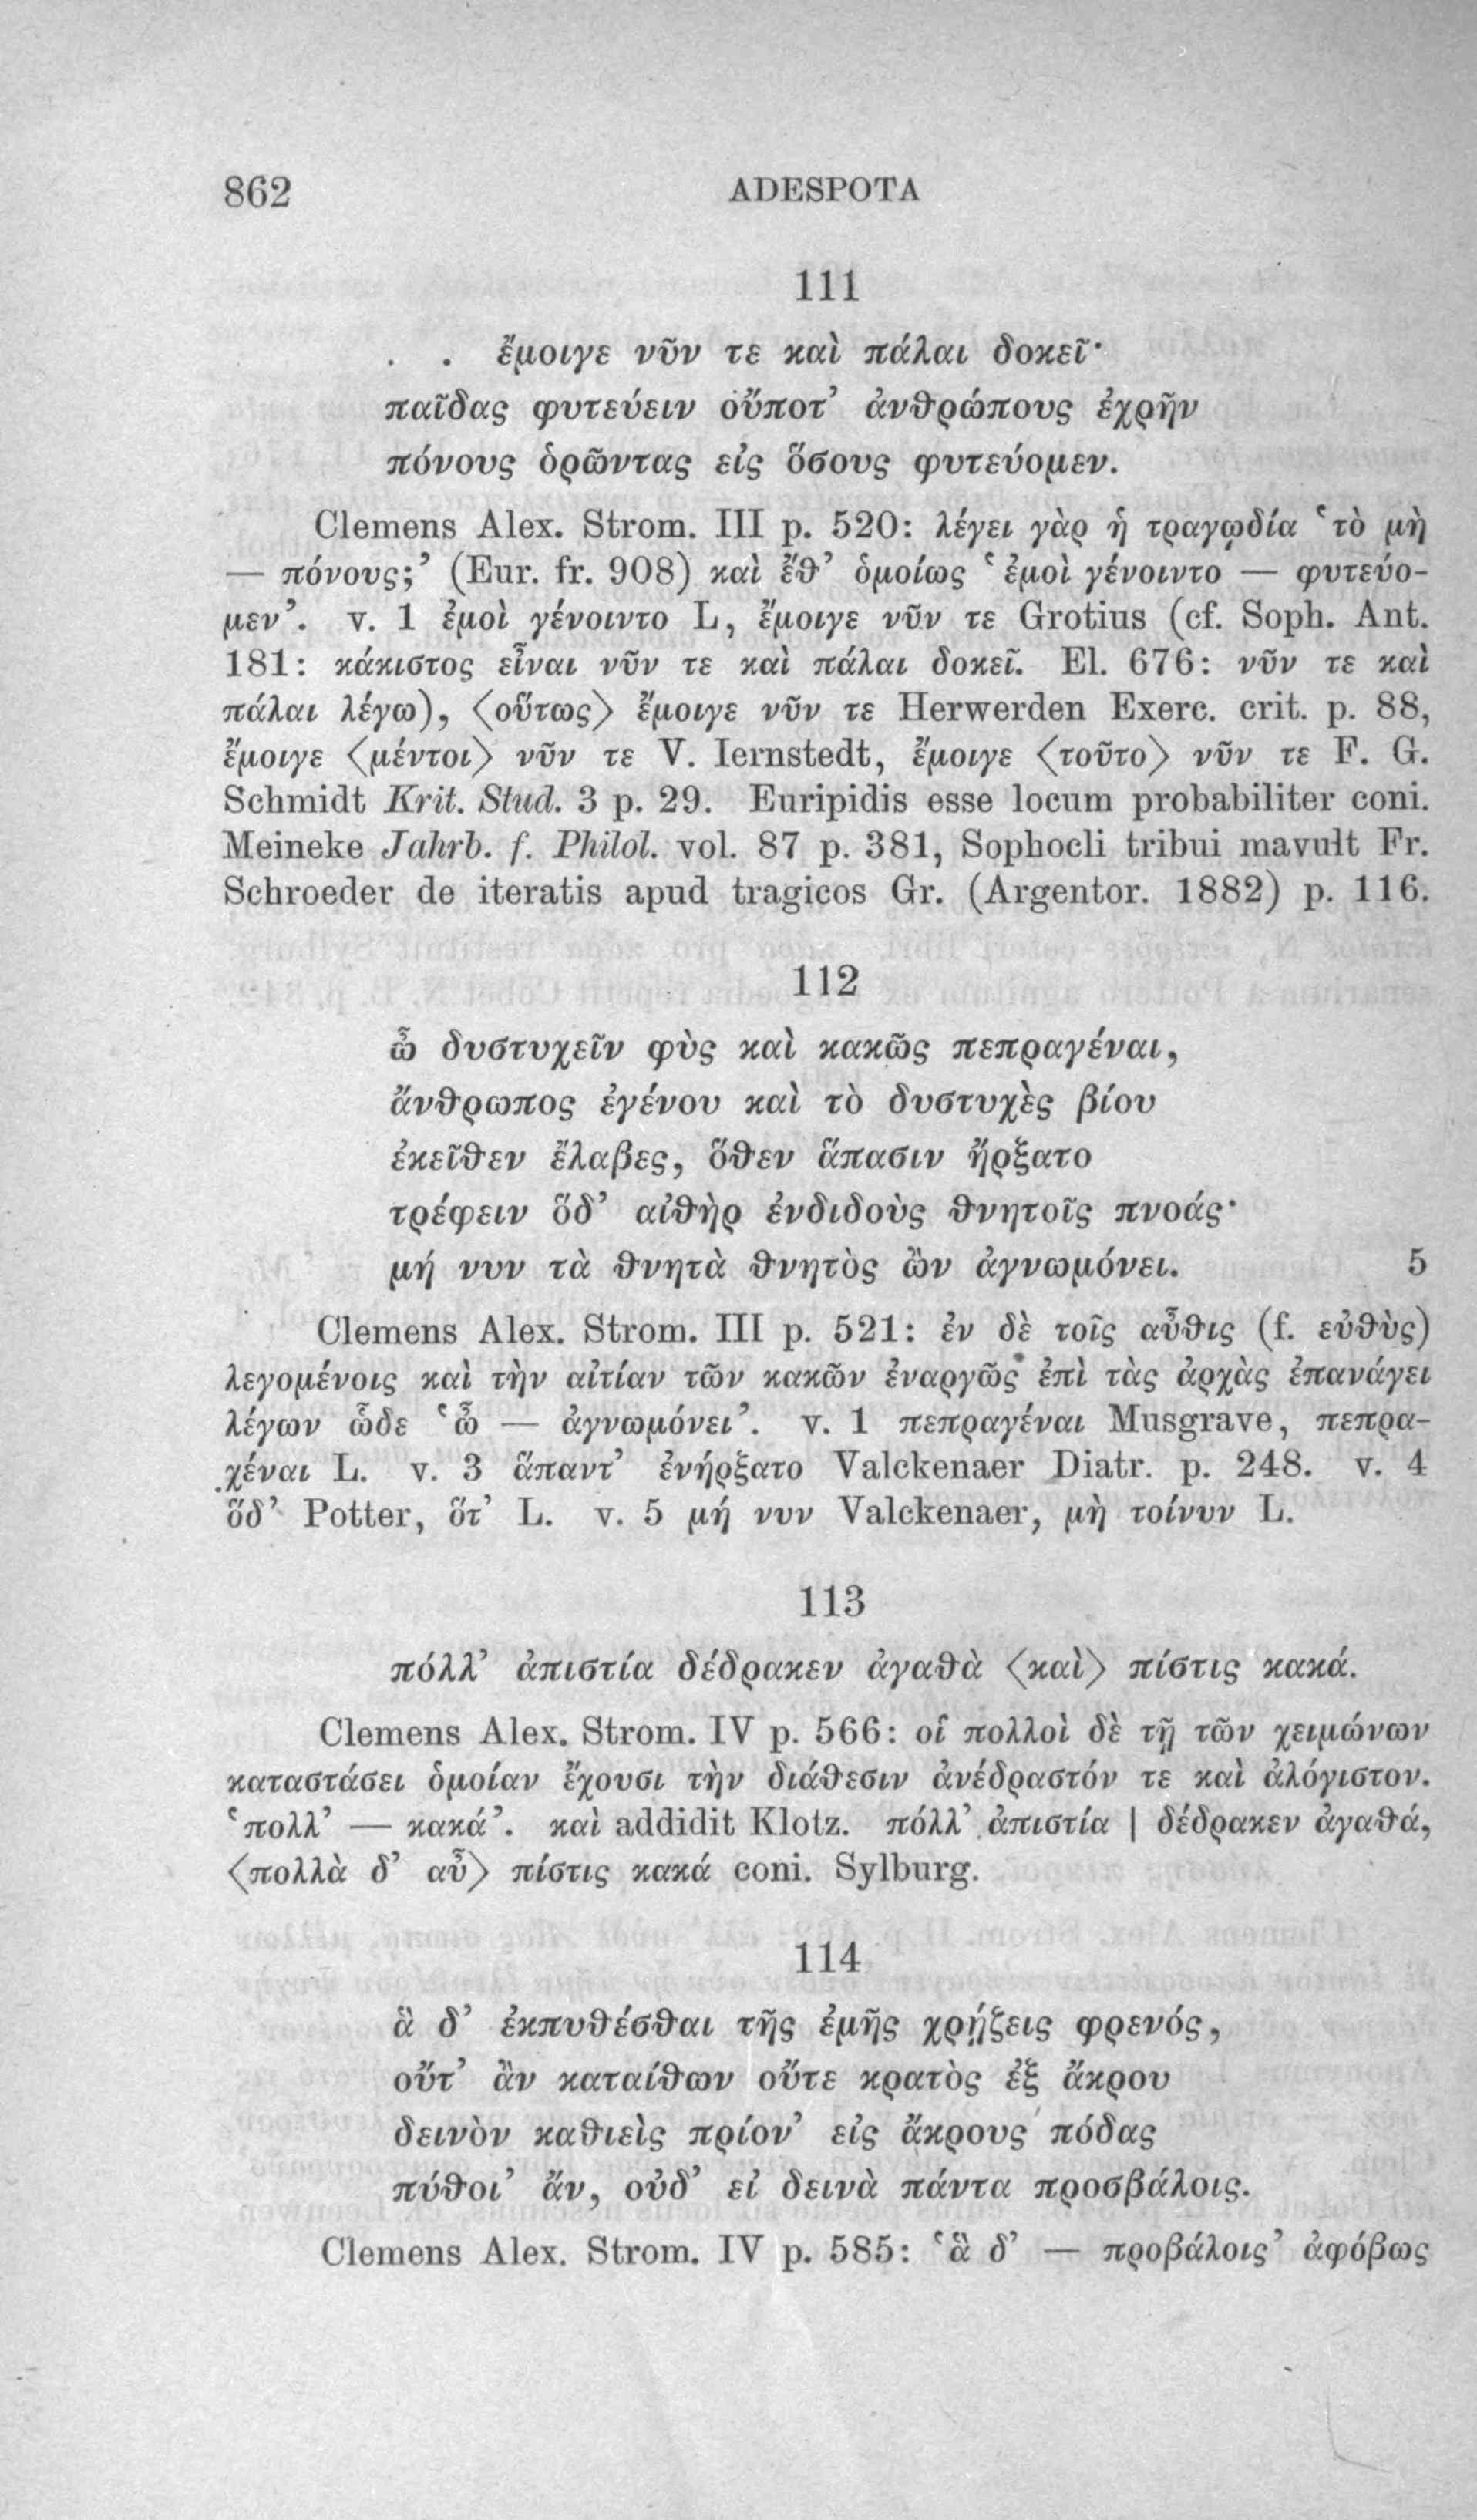 862 ADESPOTA
111
. . ἔμοιγε νῦν τε καὶ πάλαι δοκεῖ·
παῖδας φυτεύειν οὔποτ’ ἀνθρώπους ἐχρῆν
πόνους ὁρῶντας εἰς ὅσους φυτεύομεν.
Clemens Alex. Strom. III p. 520: λέγει γὰρ ἡ τραγῳδία ‘τὸ μὴ
— πόνους;’ (Eur. fr. 908) καὶ ἔθ’ ὁμοίως ‘ἐμοὶ γένοιντο — φυτεύο-
μεν’. v. 1 ἐμοὶ γένοιντο L, ἔμοιγε νῦν τε Grotius (cf. Soph. Ant.
181: κάκιστος εἶναι νῦν τε καὶ πάλαι δοκεῖ. El. 676: νῦν τε καὶ
πάλαι λέγω), 〈οὕτως〉 ἔμοιγε νῦν τε Herwerden Exerc. crit. p. 88,
ἔμοιγε 〈μέντοι〉 νῦν τε V. Iernstedt, ἔμοιγε 〈τοῦτο〉 νῦν τε F. G.
Schmidt Krit. Stud. 3 p. 29. Euripidis esse locum probabiliter coni.
Meineke Jahrb. f. Philol. vol. 87 p. 381, Sophocli tribui mavult Fr.
Schroeder de iteratis apud tragicos Gr. (Argentor. 1882) p. 116.
112
ὦ δυστυχεῖν φὺς καὶ κακῶς πεπραγέναι,
ἄνθρωπος ἐγένου καὶ τὸ δυστυχὲς βίου
ἐκεῖθεν ἔλαβες, ὅθεν ἅπασιν ἤρξατο
τρέφειν ὅδ’ αἰθὴρ ἐνδιδοὺς θνητοῖς πνοάς·
μή νυν τὰ θνητὰ θνητὸς ὢν ἀγνωμόνει. 5
Clemens Alex. Strom. III p. 521: ἐν δὲ τοῖς αὖθις (f. εὐθὺς)
λεγομένοις καὶ τὴν αἰτίαν τῶν κακῶν ἐναργῶς ἐπὶ τὰς ἀρχὰς ἐπανάγει
λέγων ὧδε ‘ὦ — ἀγνωμόνει’. v. 1 πεπραγέναι Musgrave, πεπρα-
χέναι L. v. 3 ἅπαντ’ ἐνήρξατο Valckenaer Diatr. p. 248. v. 4
ὅδ’ Potter, ὅτ’ L. v. 5 μή νυν Valckenaer, μὴ τοίνυν L.
113
πόλλ’ ἀπιστία δέδρακεν ἀγαθὰ 〈καὶ〉 πίστις κακά.
Clemens Alex. Strom. IV p. 566: οἱ πολλοὶ δὲ τῇ τῶν χειμώνων
καταστάσει ὁμοίαν ἔχουσι τὴν διάθεσιν ἀνέδραστόν τε καὶ ἀλόγιστον.
‘πολλ’ — κακά’. καὶ addidit Klotz. πόλλ’ ἀπιστία | δέδρακεν ἀγαθά,
〈πολλὰ δ’ αὖ〉 πίστις κακά coni. Sylburg.
114
ἃ δ’ ἐκπυθέσθαι τῆς ἐμῆς χρῄζεις φρενός,
οὔτ’ ἂν καταίθων οὔτε κρατὸς ἐξ ἄκρου
δεινὸν καθιεὶς πρίον’ εἰς ἄκρους πόδας
πύθοι’ ἄν, οὐδ’ εἰ δεινὰ πάντα προσβάλοις.
Clemens Alex. Strom. IV p. 585: ‘ἃ δ’ — προβάλοις’ ἀφόβως